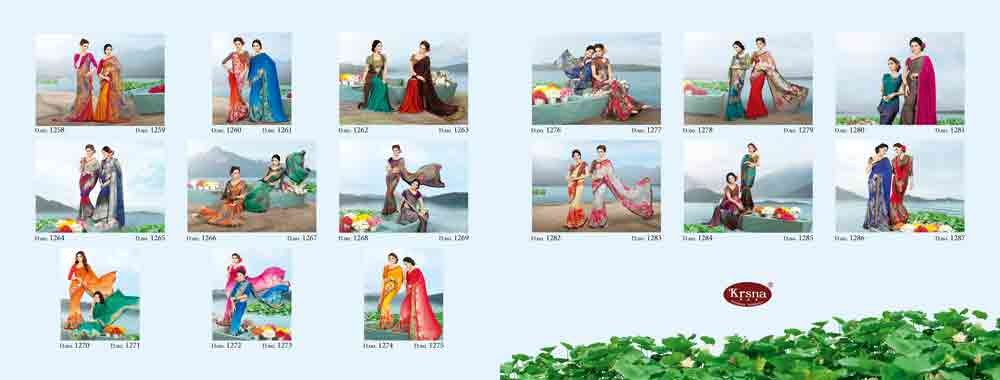 D.NO. 1258 D.NO. 1259
D.NO. 1260 D.NO. 1261
D.NO. 1262 D.NO. 1263
D.NO. 1276 D.NO. 1277
D.NO. 1278 D.NO. 1279
D.NO. 1280 D.NO. 1281
D.NO. 1264 D.NO. 1265
D.NO. 1266 D.NO. 1267
D.NO. 1268 D.NO. 1269
D.NO. 1282 D.NO. 1283
D.NO. 1284 D.NO. 1285
D.NO. 1286 D.NO. 1287
D.NO. 1270 D.NO. 1271
D.NO. 1272 D.NO. 1273
D.NO. 1274 D.NO. 1275
Krsna ®